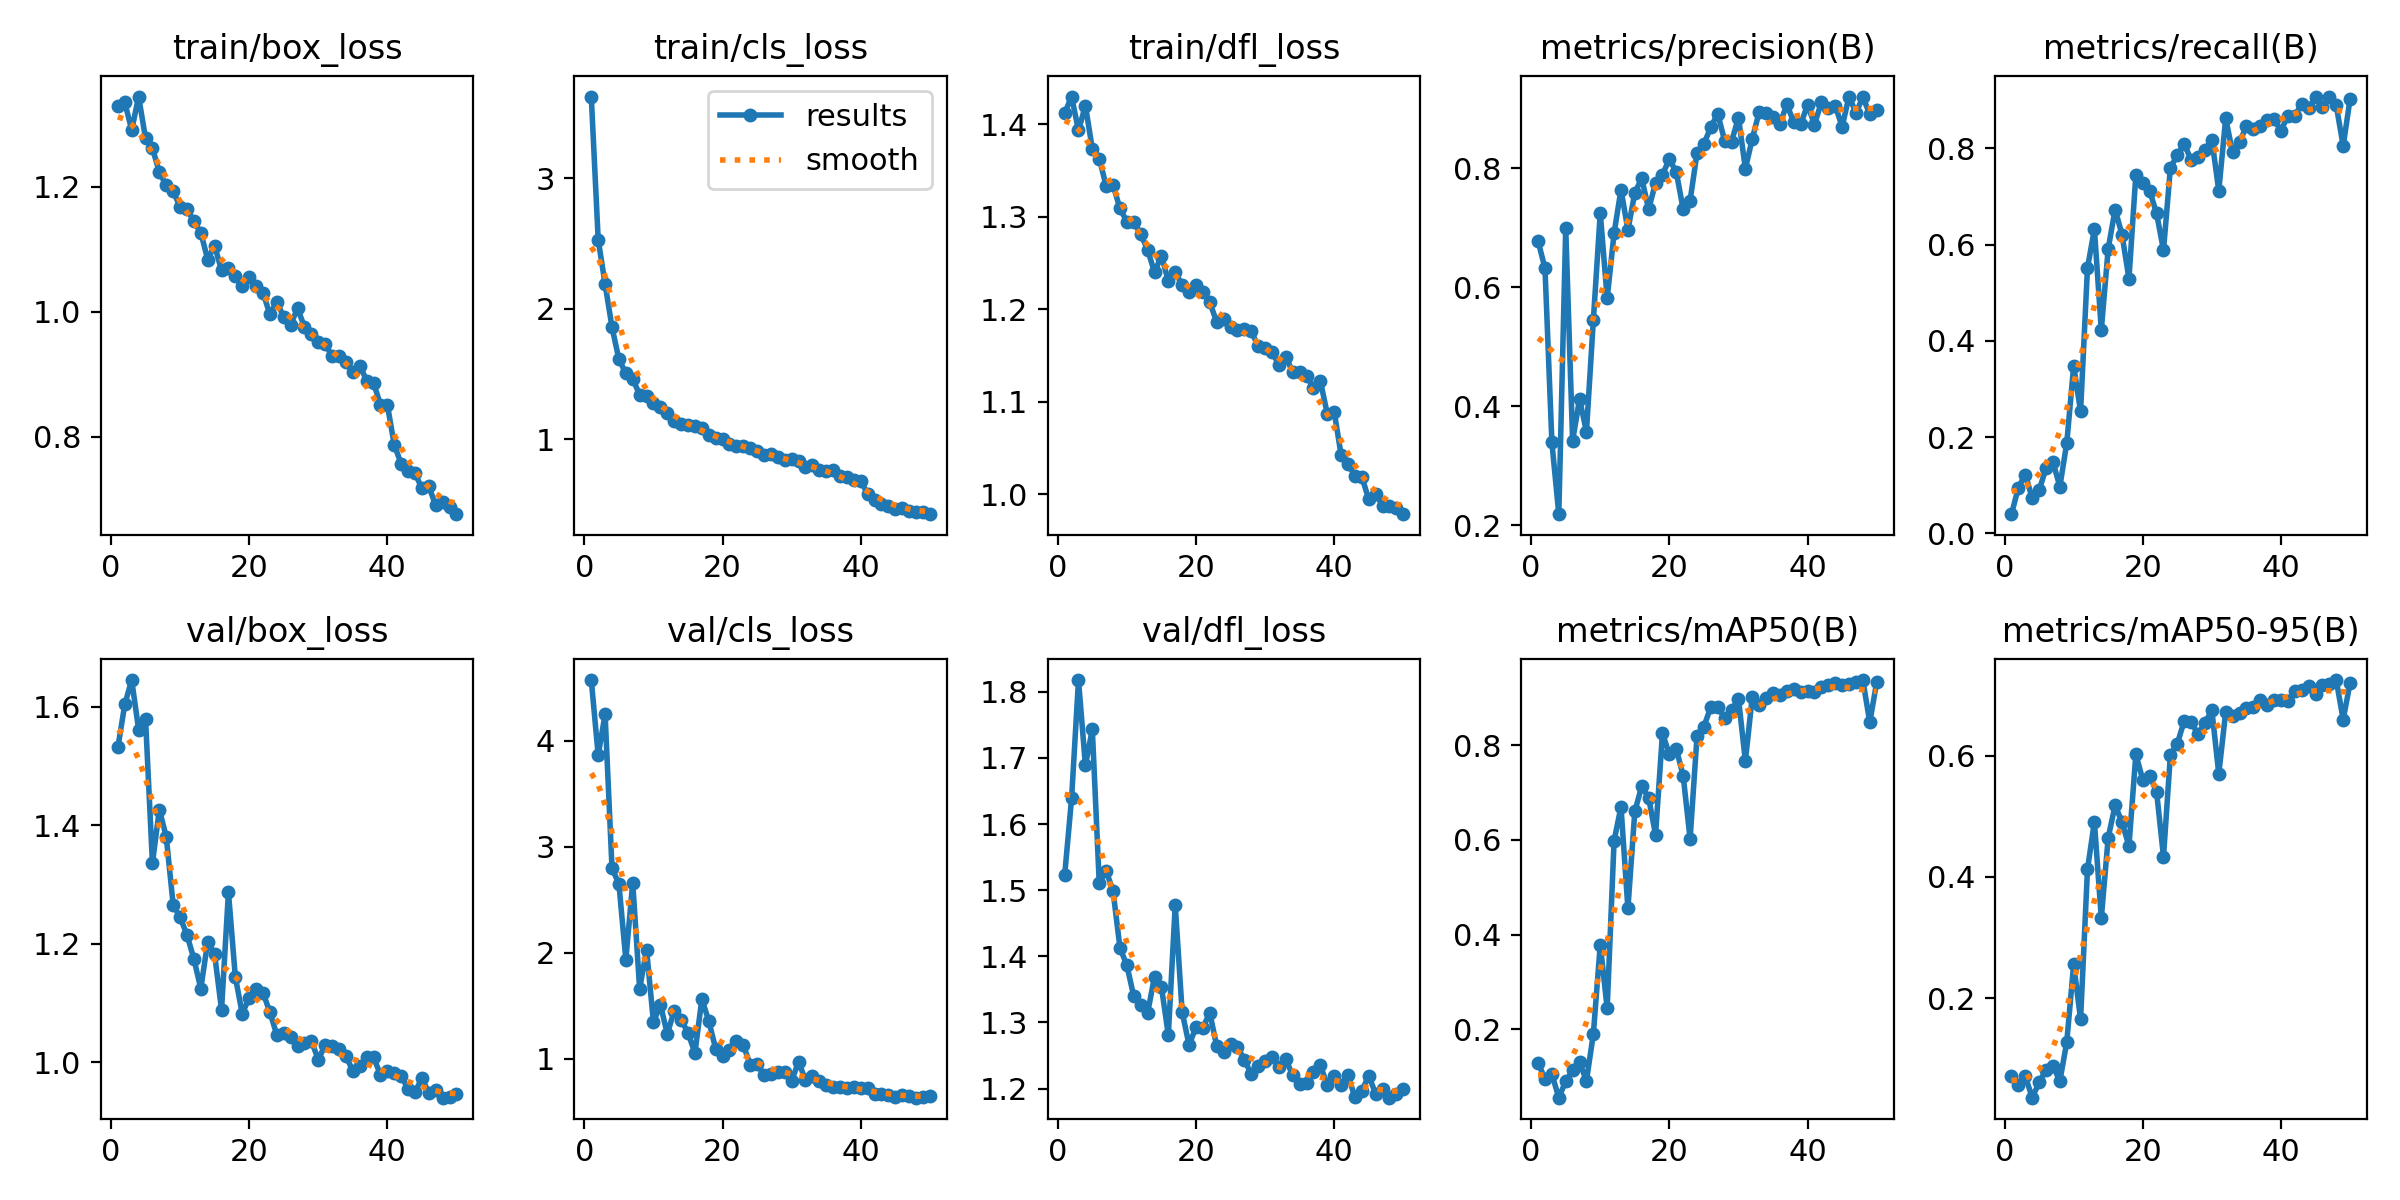 train/box_loss
1.2
1.0
0.8
0 20 40
train/cls_loss
results
smooth
3
2
1
0 20 40
train/dfl_loss
1.4
1.3
1.2
1.1
1.0
0 20 40
metrics/precision(B)
0.8
0.6
0.4
0.2
0 20 40
metrics/recall(B)
0.8
0.6
0.4
0.2
0.0
0 20 40
val/box_loss
1.6
1.4
1.2
1.0
0 20 40
val/cls_loss
4
3
2
1
0 20 40
val/dfl_loss
1.8
1.7
1.6
1.5
1.4
1.3
1.2
0 20 40
metrics/mAP50(B)
0.8
0.6
0.4
0.2
0 20 40
metrics/mAP50-95(B)
0.6
0.4
0.2
0 20 40